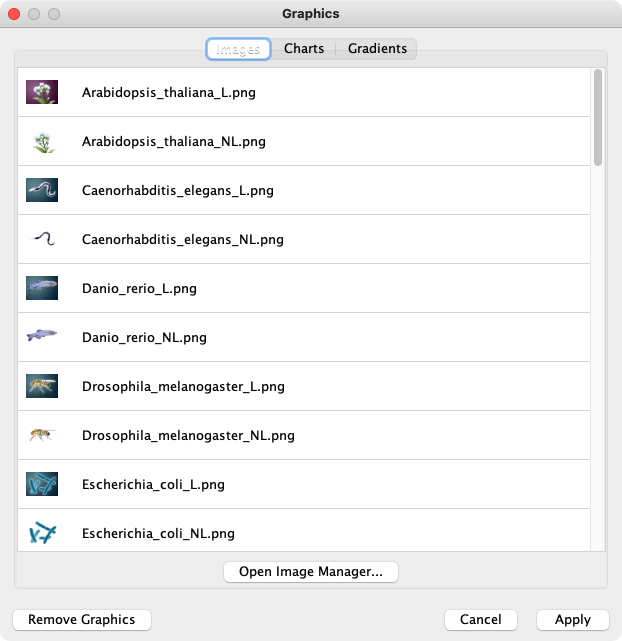 Graphics
Images Charts Gradients
Arabidopsis_thaliana_L.png
Arabidopsis_thaliana_NL.png
Caenorhabditis_elegans_L.png
Caenorhabditis_elegans_NL.png
Danio_rerio_L.png
Danio_rerio_NL.png
Drosophila_melanogaster_L.png
Drosophila_melanogaster_NL.png
Escherichia_coli_L.png
Escherichia_coli_NL.png
Open Image Manager...
Remove Graphics Cancel Apply